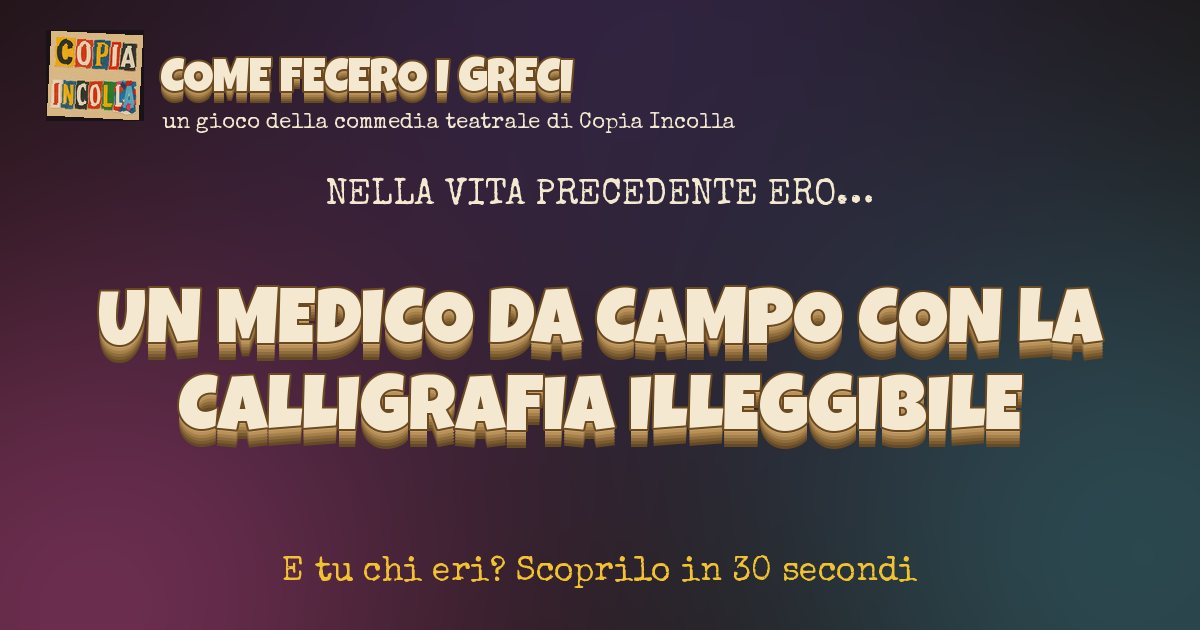 COPIA
INCOLLA
COME FECERO I GRECI
un gioco della commedia teatrale di Copia Incolla
NELLA VITA PRECEDENTE ERO...
UN MEDICO DA CAMPO CON LA
CALLIGRAFIA ILLEGGIBILE
E tu chi eri? Scoprilo in 30 secondi